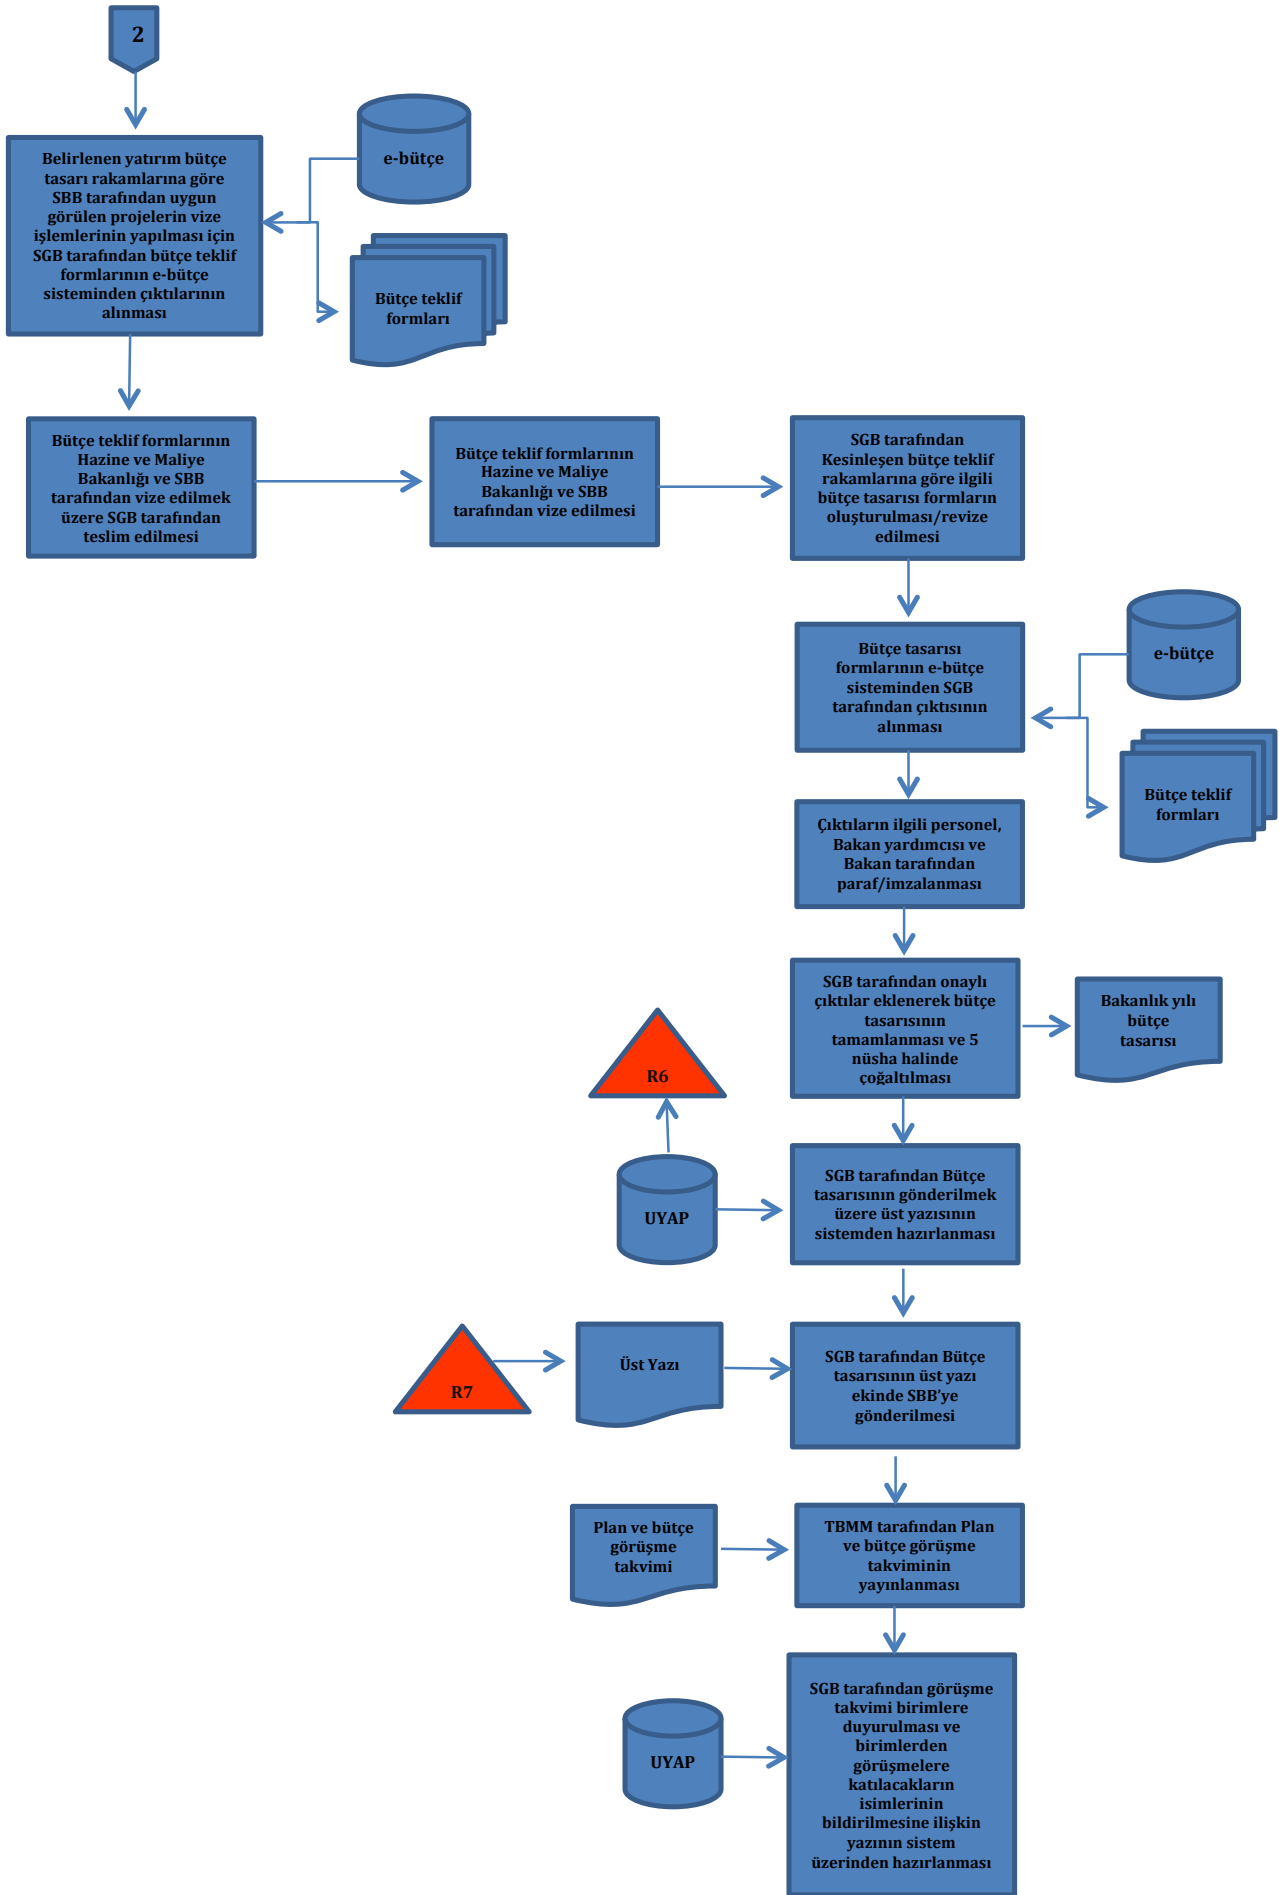 2
e-bütçe
Belirlenen yatırım bütçe
tasarı rakamlarına göre
SBB tarafından uygun
görülen projelerin vize
işlemlerinin yapılması için
SGB tarafından bütçe teklif
formlarının e-bütçe
sisteminden çıktılarının
alınması
Bütçe teklif
formları
Bütçe teklif formlarının
Hazine ve Maliye
Bakanlığı ve SBB
tarafından vize edilmek
üzere SGB tarafından
teslim edilmesi
Bütçe teklif formlarının
Hazine ve Maliye
Bakanlığı ve SBB
tarafından vize edilmesi
SGB tarafından
Kesinleşen bütçe teklif
rakamlarına göre ilgili
bütçe tasarısı formların
oluşturulması/revize
edilmesi
Bütçe tasarısı
formlarının e-bütçe
sisteminden SGB
tarafından çıktısının
alınması
e-bütçe
Bütçe teklif
formları
Çıktıların ilgili personel,
Bakan yardımcısı ve
Bakan tarafından
paraf/imzalanması
SGB tarafından onaylı
çıktılar eklenerek bütçe
tasarısının
tamamlanması ve 5
nüsha halinde
çoğaltılması
Bakanlık yılı
bütçe
tasarısı
R6
UYAP
SGB tarafından Bütçe
tasarısının gönderilmek
üzere üst yazısının
sistemden hazırlanması
R7
Üst Yazı
SGB tarafından Bütçe
tasarısının üst yazı
ekinde SBB’ye
gönderilmesi
Plan ve bütçe
görüşme
takvimi
TBMM tarafından Plan
ve bütçe görüşme
takviminin
yayınlanması
UYAP
SGB tarafından görüşme
takvimi birimlere
duyurulması ve
birimlerden
görüşmelere
katılacakların
isimlerinin
bildirilmesine ilişkin
yazının sistem
üzerinden hazırlanması